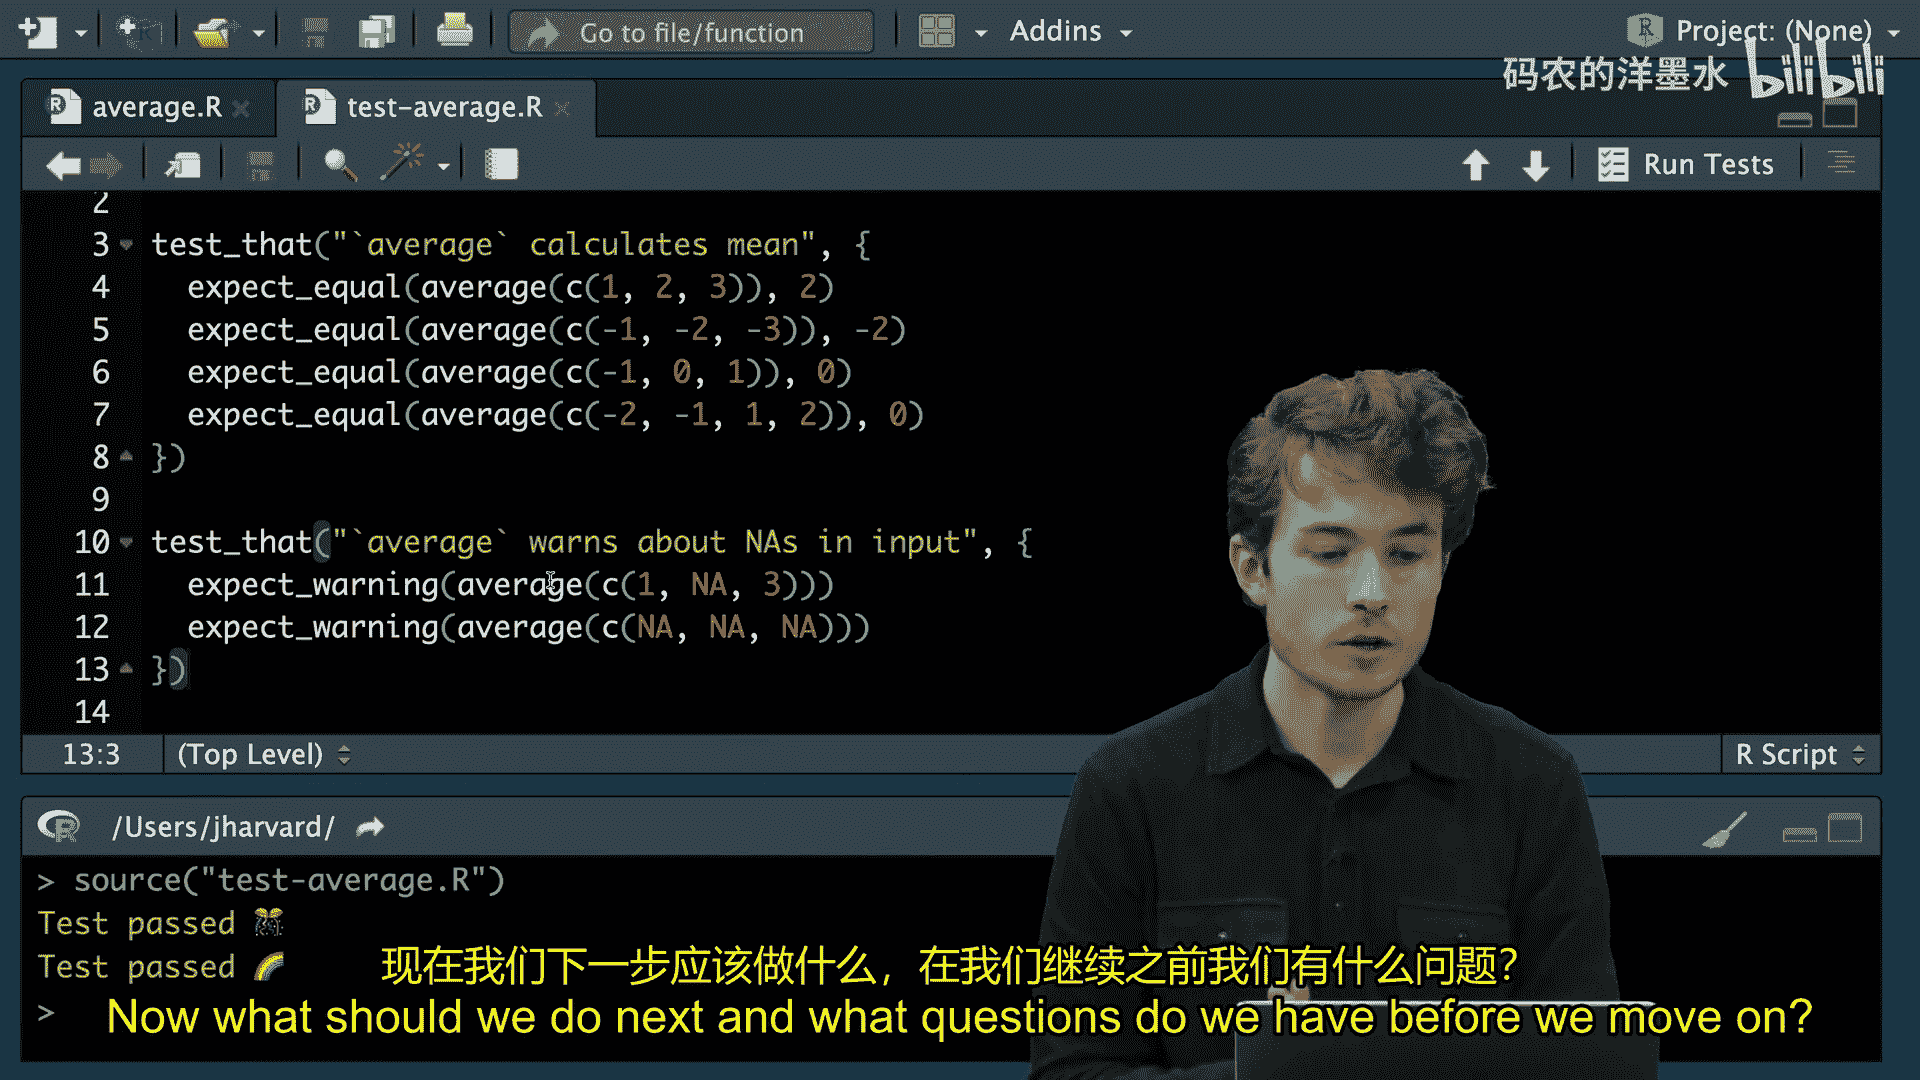 Go to file/function
Addins
Project: (None)
码农的洋墨水 bilibili
average.R
test-average.R
Run Tests
2
3 test_that("`average` calculates mean", {
4 expect_equal(average(c(1, 2, 3)), 2)
5 expect_equal(average(c(-1, -2, -3)), -2)
6 expect_equal(average(c(-1, 0, 1)), 0)
7 expect_equal(average(c(-2, -1, 1, 2)), 0)
8 })
9
10 test_that("`average` warns about NAs in input", {
11 expect_warning(average(c(1, NA, 3)))
12 expect_warning(average(c(NA, NA, NA)))
13 })
14
13:3 (Top Level) R Script
/Users/jharvard/
> source("test-average.R")
Test passed
Test passed
>
现在我们下一步应该做什么，在我们继续之前我们有什么问题？
Now what should we do next and what questions do we have before we move on?